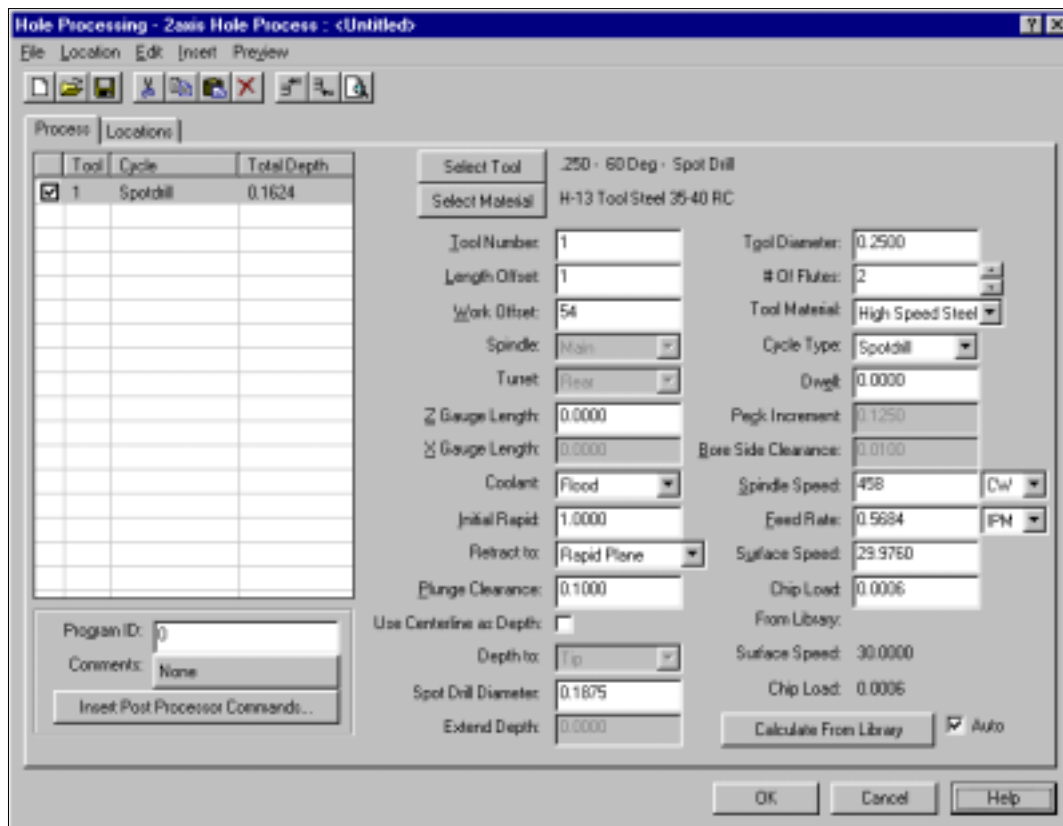 Hole Processing - 2axis Hole Process : <Untitled>
File Location Edit Insert Preview
Process Locations
Tool Cycle Total Depth
1 Spotdrill 0.1624
Program ID: 0
Comments: None
Insert Post Processor Commands...
Select Tool .250 - 60 Deg - Spot Drill
Select Material H-13 Tool Steel 35-40 RC
Tool Number: 1
Length Offset: 1
Work Offset: 54
Spindle: Main
Turret: Rear
Z Gauge Length: 0.0000
X Gauge Length: 0.0000
Coolant: Flood
Initial Rapid: 1.0000
Retract to: Rapid Plane
Plunge Clearance: 0.1000
Use Centerline as Depth:
Depth to: Tip
Spot Drill Diameter: 0.1875
Extend Depth: 0.0000
Tool Diameter: 0.2500
# Of Flutes: 2
Tool Material: High Speed Steel
Cycle Type: Spotdrill
Dwell: 0.0000
Peck Increment: 0.1250
Bore Side Clearance: 0.0100
Spindle Speed: 458 CW
Feed Rate: 0.5684 IPM
Surface Speed: 29.9760
Chip Load: 0.0006
From Library:
Surface Speed: 30.0000
Chip Load: 0.0006
Calculate From Library Auto
OK Cancel Help